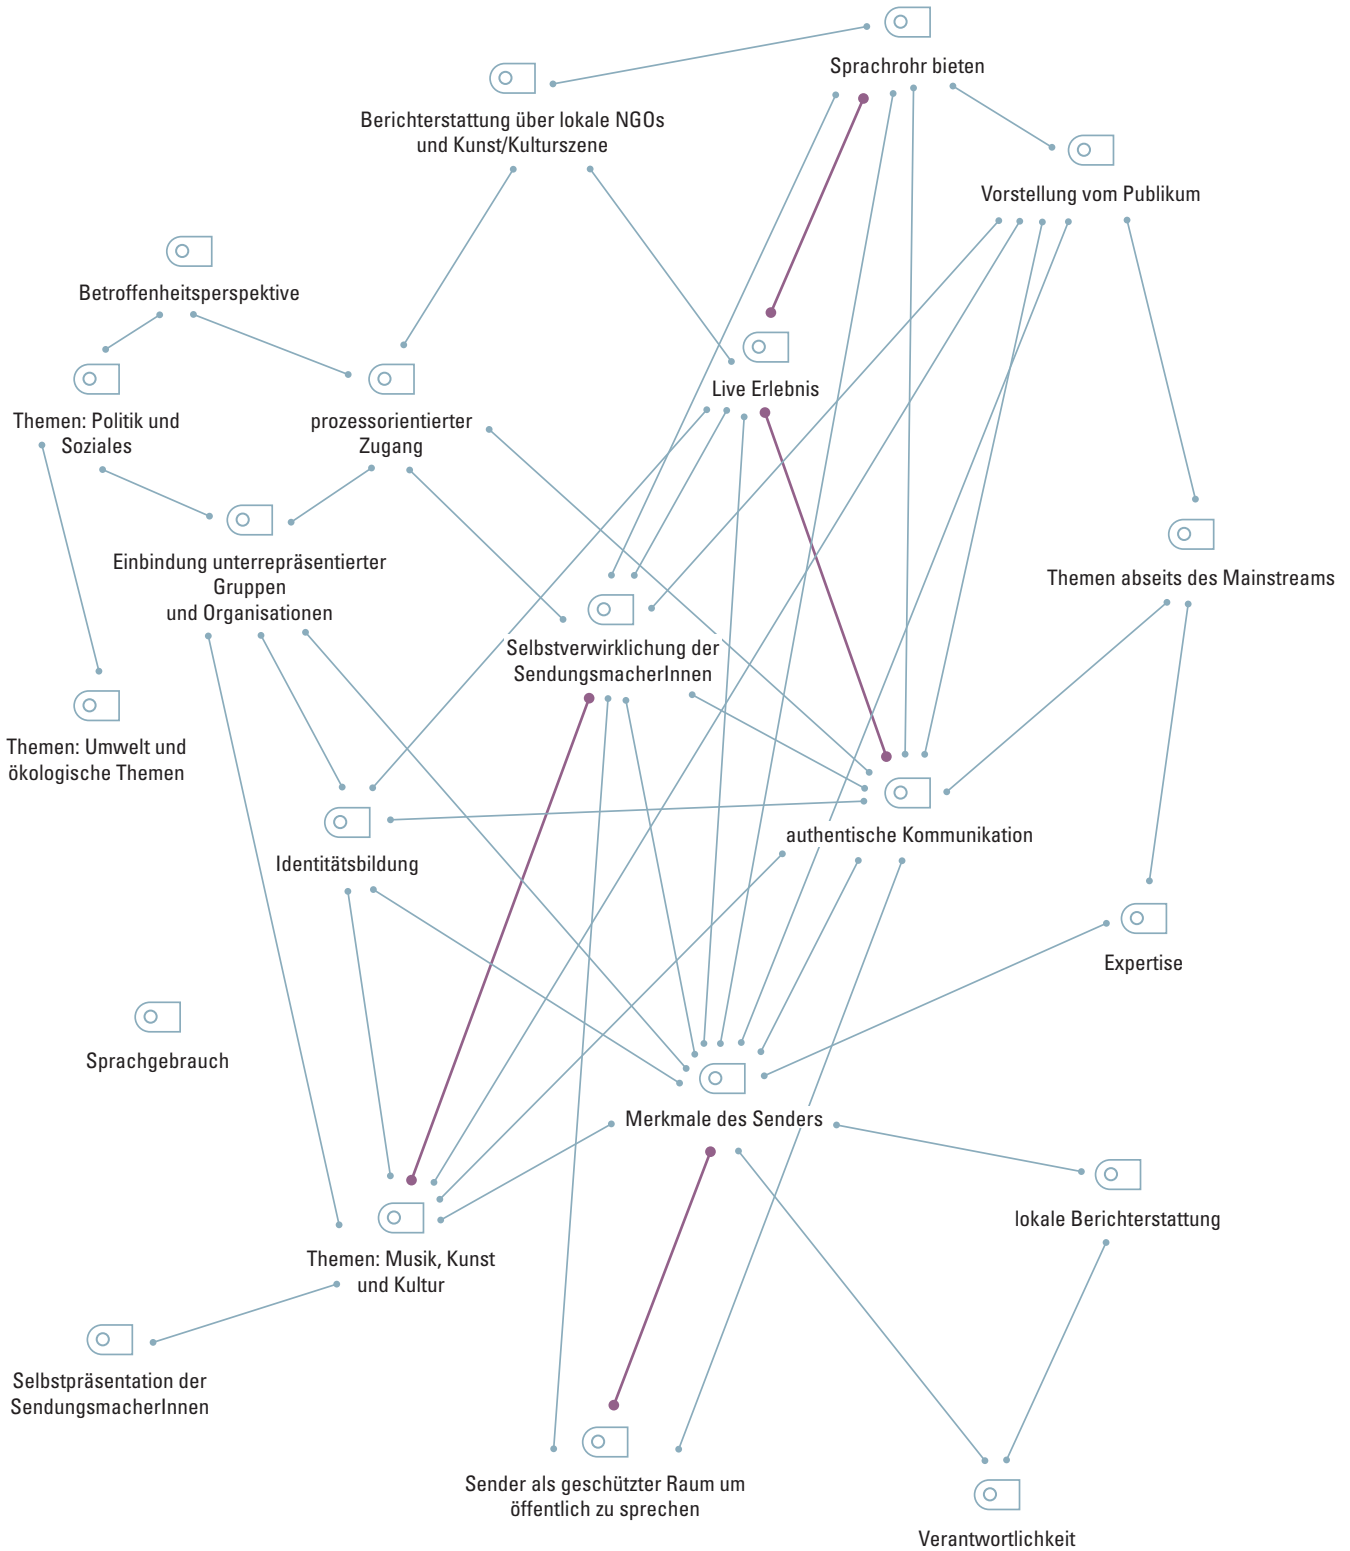 Sprachrohr bieten
Berichterstattung über lokale NGOs
und Kunst/Kulturszene
Vorstellung vom Publikum
Betroffenheitsperspektive
Live Erlebnis
Themen: Politik und
Soziales
prozessorientierter
Zugang
Einbindung unterrepräsentierter
Gruppen
und Organisationen
Themen abseits des Mainstreams
Selbstverwirklichung der
SendungsmacherInnen
Themen: Umwelt und
ökologische Themen
authentische Kommunikation
Identitätsbildung
Expertise
Sprachgebrauch
Merkmale des Senders
lokale Berichterstattung
Themen: Musik, Kunst
und Kultur
Selbstpräsentation der
SendungsmacherInnen
Sender als geschützter Raum um
öffentlich zu sprechen
Verantwortlichkeit